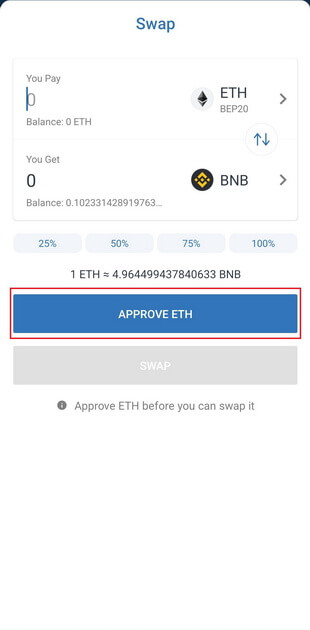 Swap
You Pay
0
ETH
BEP20
Balance: 0 ETH
You Get
0
BNB
Balance: 0.102331428919763...
25%
50%
75%
100%
1 ETH ≈ 4.964499437840633 BNB
APPROVE ETH
SWAP
Approve ETH before you can swap it